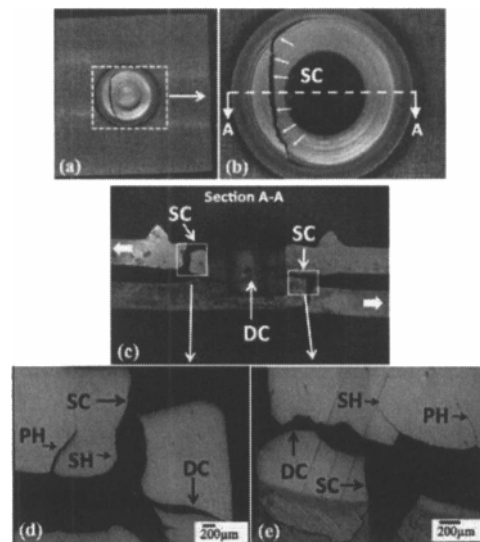 SC
A A
(a)
(b)
Section A-A
SC
SC
DC
(c)
SC
PH
SH
DC
(d)
200µm
SH
PH
DC
SC
(e)
200µm